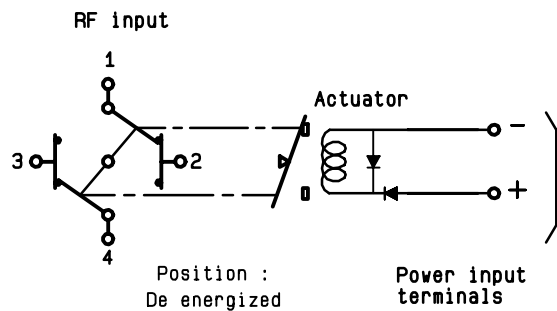 RF input
1
Actuator
-
3
2
+
4
Position :
De energized
Power input
terminals